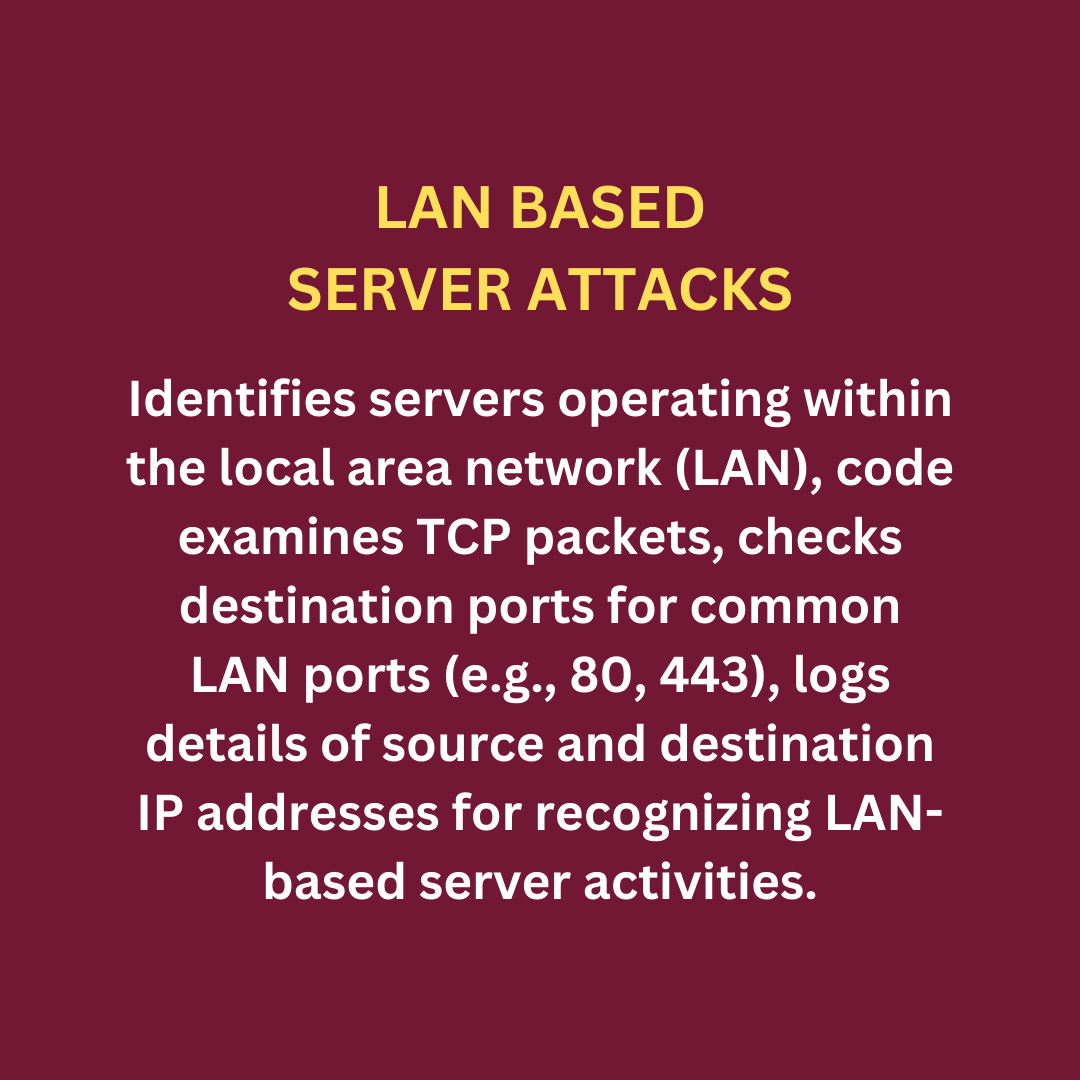 LAN BASED
SERVER ATTACKS
Identifies servers operating within
the local area network (LAN), code
examines TCP packets, checks
destination ports for common
LAN ports (e.g., 80, 443), logs
details of source and destination
IP addresses for recognizing LAN-
based server activities.